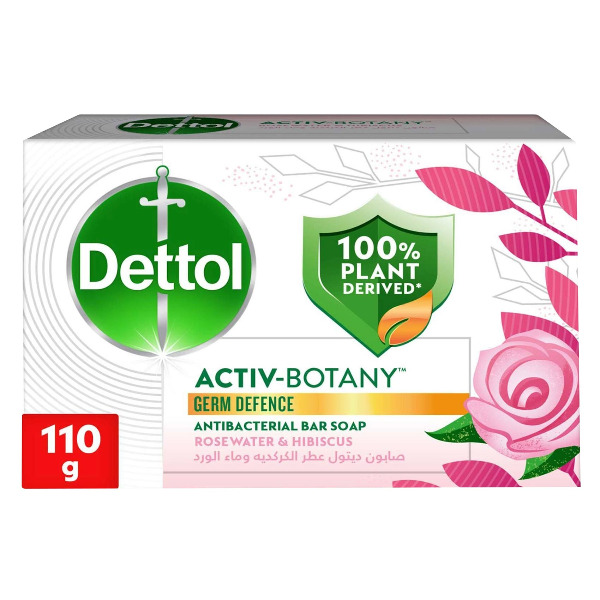 Dettol
ACTIV-BOTANY™
Dettol
100%
PLANT
DERIVED*
ACTIV-BOTANY™
GERM DEFENCE
ANTIBACTERIAL BAR SOAP
ROSEWATER & HIBISCUS
صابون ديتول عطر الكركديه وماء الورد
110
g